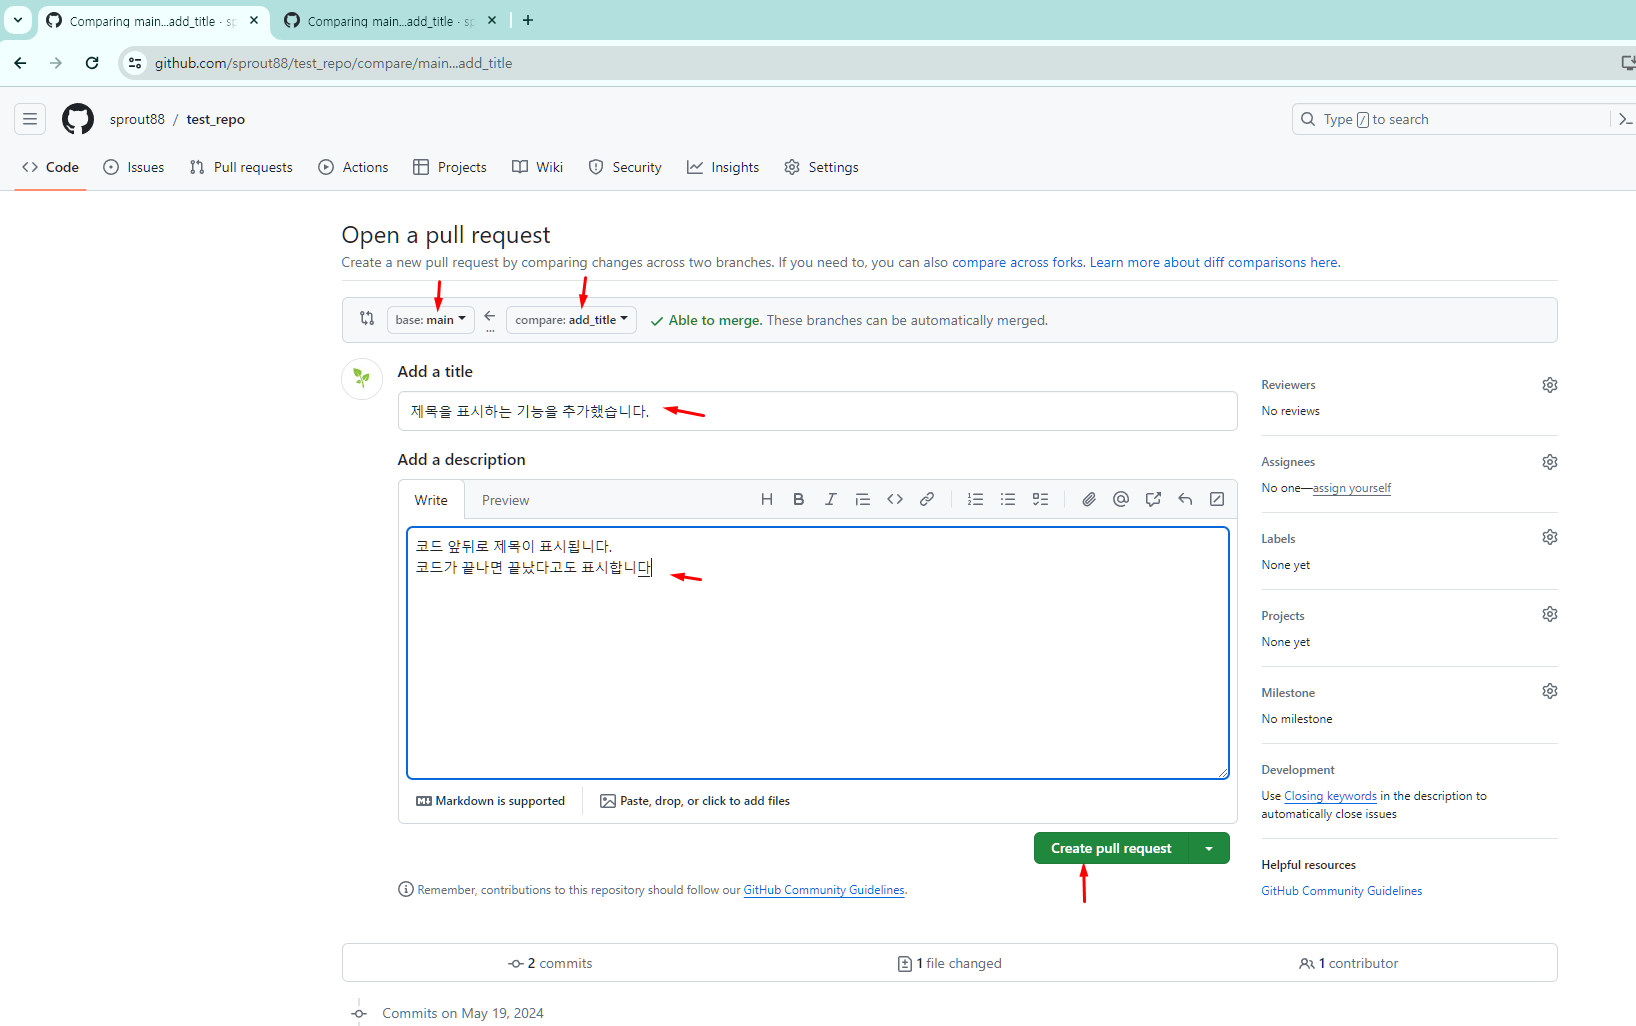 Comparing main...add_title · sp
Comparing main...add_title · sp
github.com/sprout88/test_repo/compare/main...add_title
sprout88 / test_repo
Type / to search
Code
Issues
Pull requests
Actions
Projects
Wiki
Security
Insights
Settings
Open a pull request
Create a new pull request by comparing changes across two branches. If you need to, you can also compare across forks. Learn more about diff comparisons here.
base: main
...
compare: add_title
Able to merge. These branches can be automatically merged.
Add a title
제목을 표시하는 기능을 추가했습니다.
Add a description
Write
Preview
코드 앞뒤로 제목이 표시됩니다.
코드가 끝나면 끝났다고도 표시합니다
Markdown is supported
Paste, drop, or click to add files
Create pull request
Remember, contributions to this repository should follow our GitHub Community Guidelines.
Reviewers
No reviews
Assignees
No one—assign yourself
Labels
None yet
Projects
None yet
Milestone
No milestone
Development
Use Closing keywords in the description to
automatically close issues
Helpful resources
GitHub Community Guidelines
2 commits
1 file changed
1 contributor
Commits on May 19, 2024